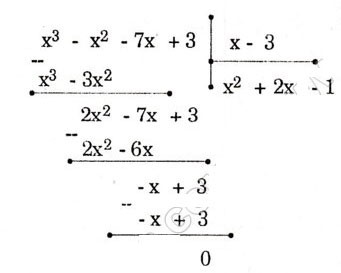 x³ - x² - 7x + 3 x - 3
--
x³ - 3x² x² + 2x - 1
2x² - 7x + 3
--
2x² - 6x
- x + 3
--
- x + 3
0